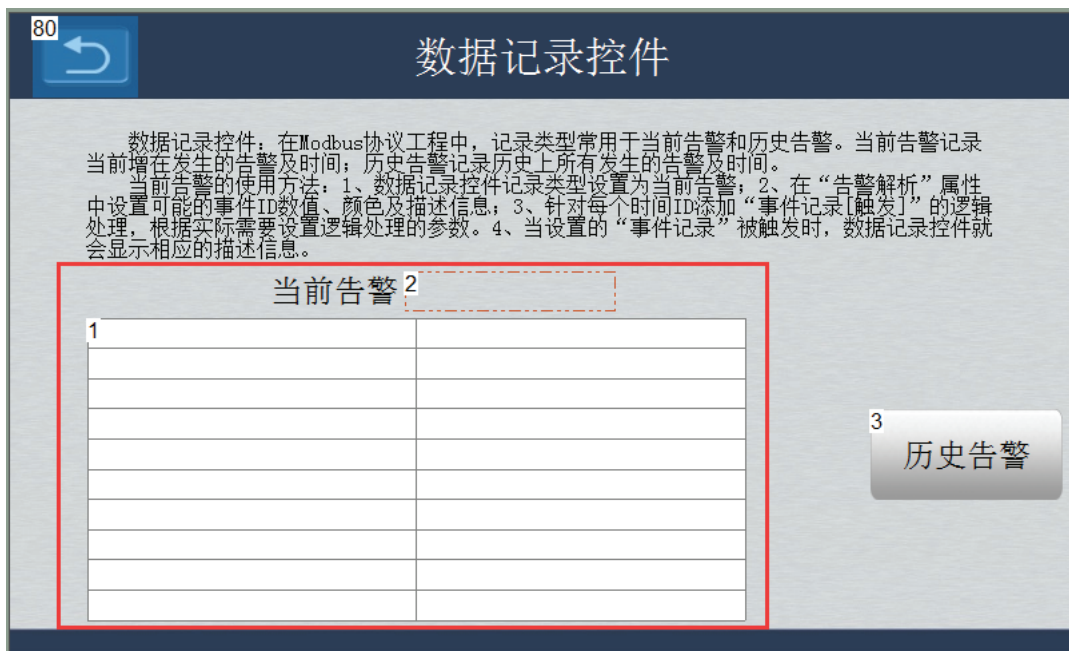 80
数据记录控件
数据记录控件：在Modbus协议工程中，记录类型常用于当前告警和历史告警。当前告警记录
当前增在发生的告警及时间；历史告警记录历史上所有发生的告警及时间。
当前告警的使用方法：1、数据记录控件记录类型设置为当前告警；2、在“告警解析”属性
中设置可能的事件ID数值、颜色及描述信息；3、针对每个时间ID添加“事件记录[触发]”的逻辑
处理，根据实际需要设置逻辑处理的参数。4、当设置的“事件记录”被触发时，数据记录控件就
会显示相应的描述信息。
当前告警 2
1
3
历史告警